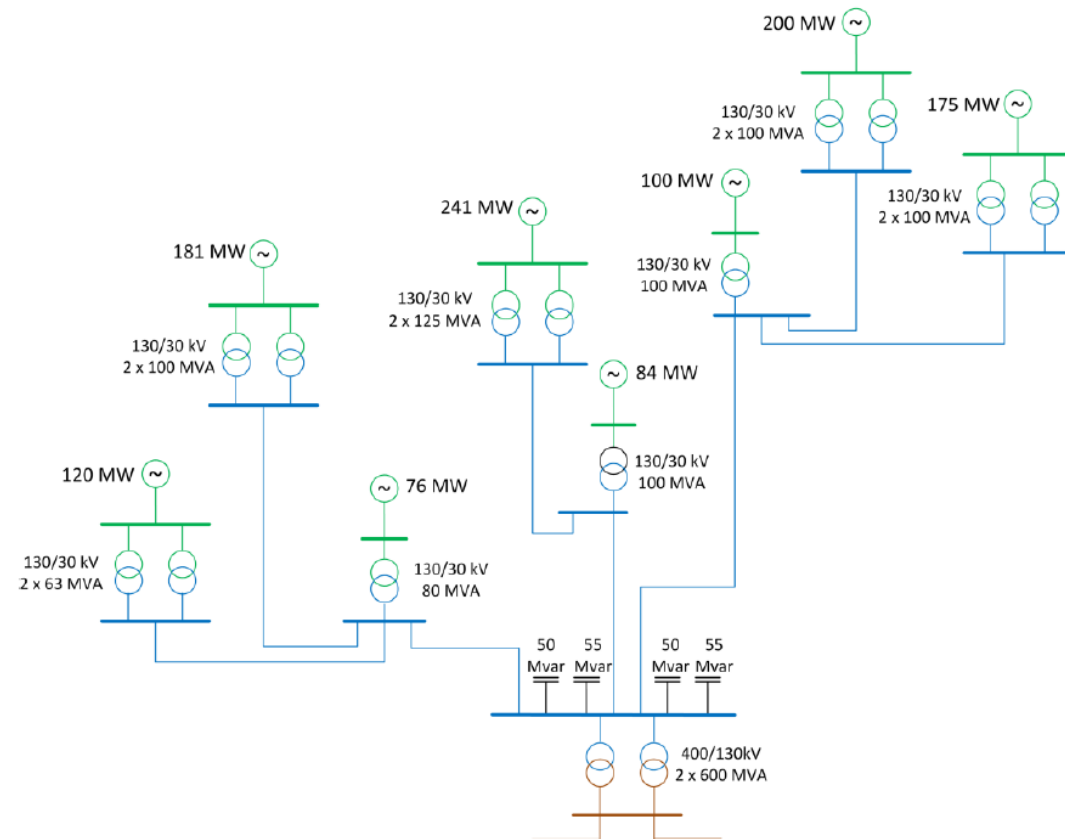 200 MW
~
130/30 kV
2 x 100 MVA
175 MW
~
130/30 kV
2 x 100 MVA
100 MW
~
130/30 kV
100 MVA
241 MW
~
130/30 kV
2 x 125 MVA
181 MW
~
130/30 kV
2 x 100 MVA
84 MW
~
130/30 kV
100 MVA
120 MW
~
130/30 kV
2 x 63 MVA
76 MW
~
130/30 kV
80 MVA
50
Mvar
55
Mvar
50
Mvar
55
Mvar
400/130kV
2 x 600 MVA